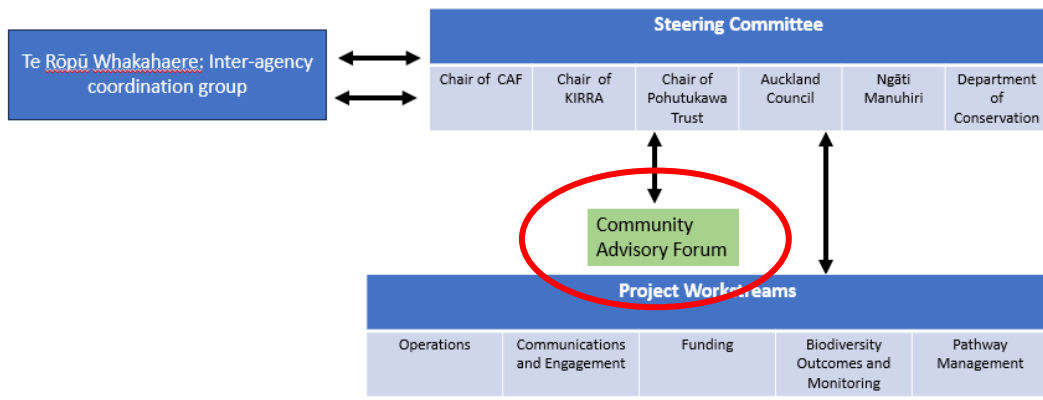 Steering Committee
Te Rōpū Whakahaere: Inter-agency
coordination group
Chair of CAF
Chair of
KIRRA
Chair of
Pohutukawa
Trust
Auckland
Council
Ngāti
Manuhiri
Department
of
Conservation
Community
Advisory Forum
Project Workstreams
Operations
Communications
and Engagement
Funding
Biodiversity
Outcomes and
Monitoring
Pathway
Management